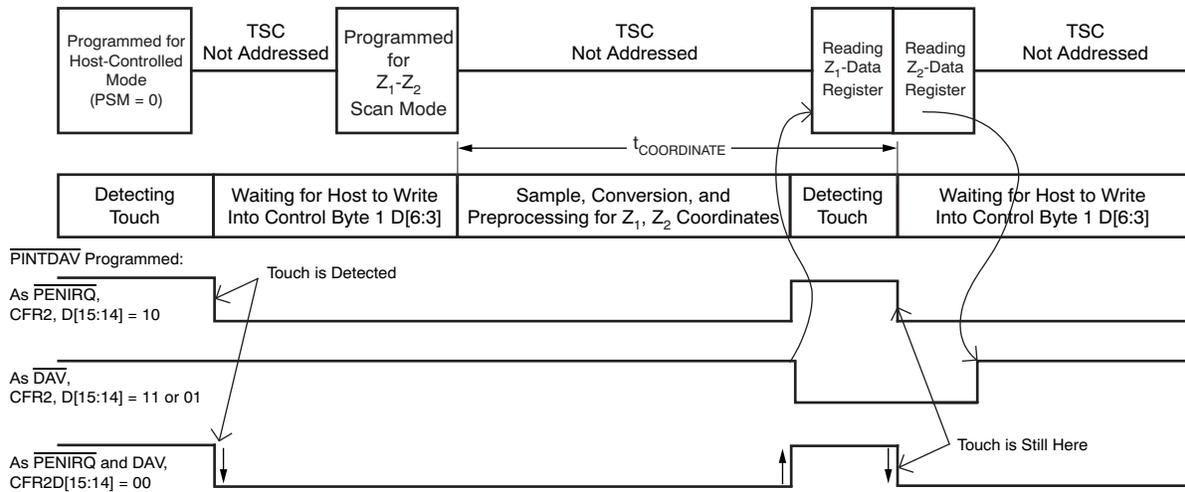 Programmed for
Host-Controlled
Mode
(PSM = 0)
TSC
Not Addressed
Programmed
for
Z1-Z2
Scan Mode
TSC
Not Addressed
Reading
Z1-Data
Register
Reading
Z2-Data
Register
TSC
Not Addressed
tCOORDINATE
Detecting
Touch
Waiting for Host to Write
Into Control Byte 1 D[6:3]
Sample, Conversion, and
Preprocessing for Z1, Z2 Coordinates
Detecting
Touch
Waiting for Host to Write
Into Control Byte 1 D[6:3]
PINTDAV Programmed:
Touch is Detected
As PENIRQ,
CFR2, D[15:14] = 10
As DAV,
CFR2, D[15:14] = 11 or 01
Touch is Still Here
As PENIRQ and DAV,
CFR2D[15:14] = 00